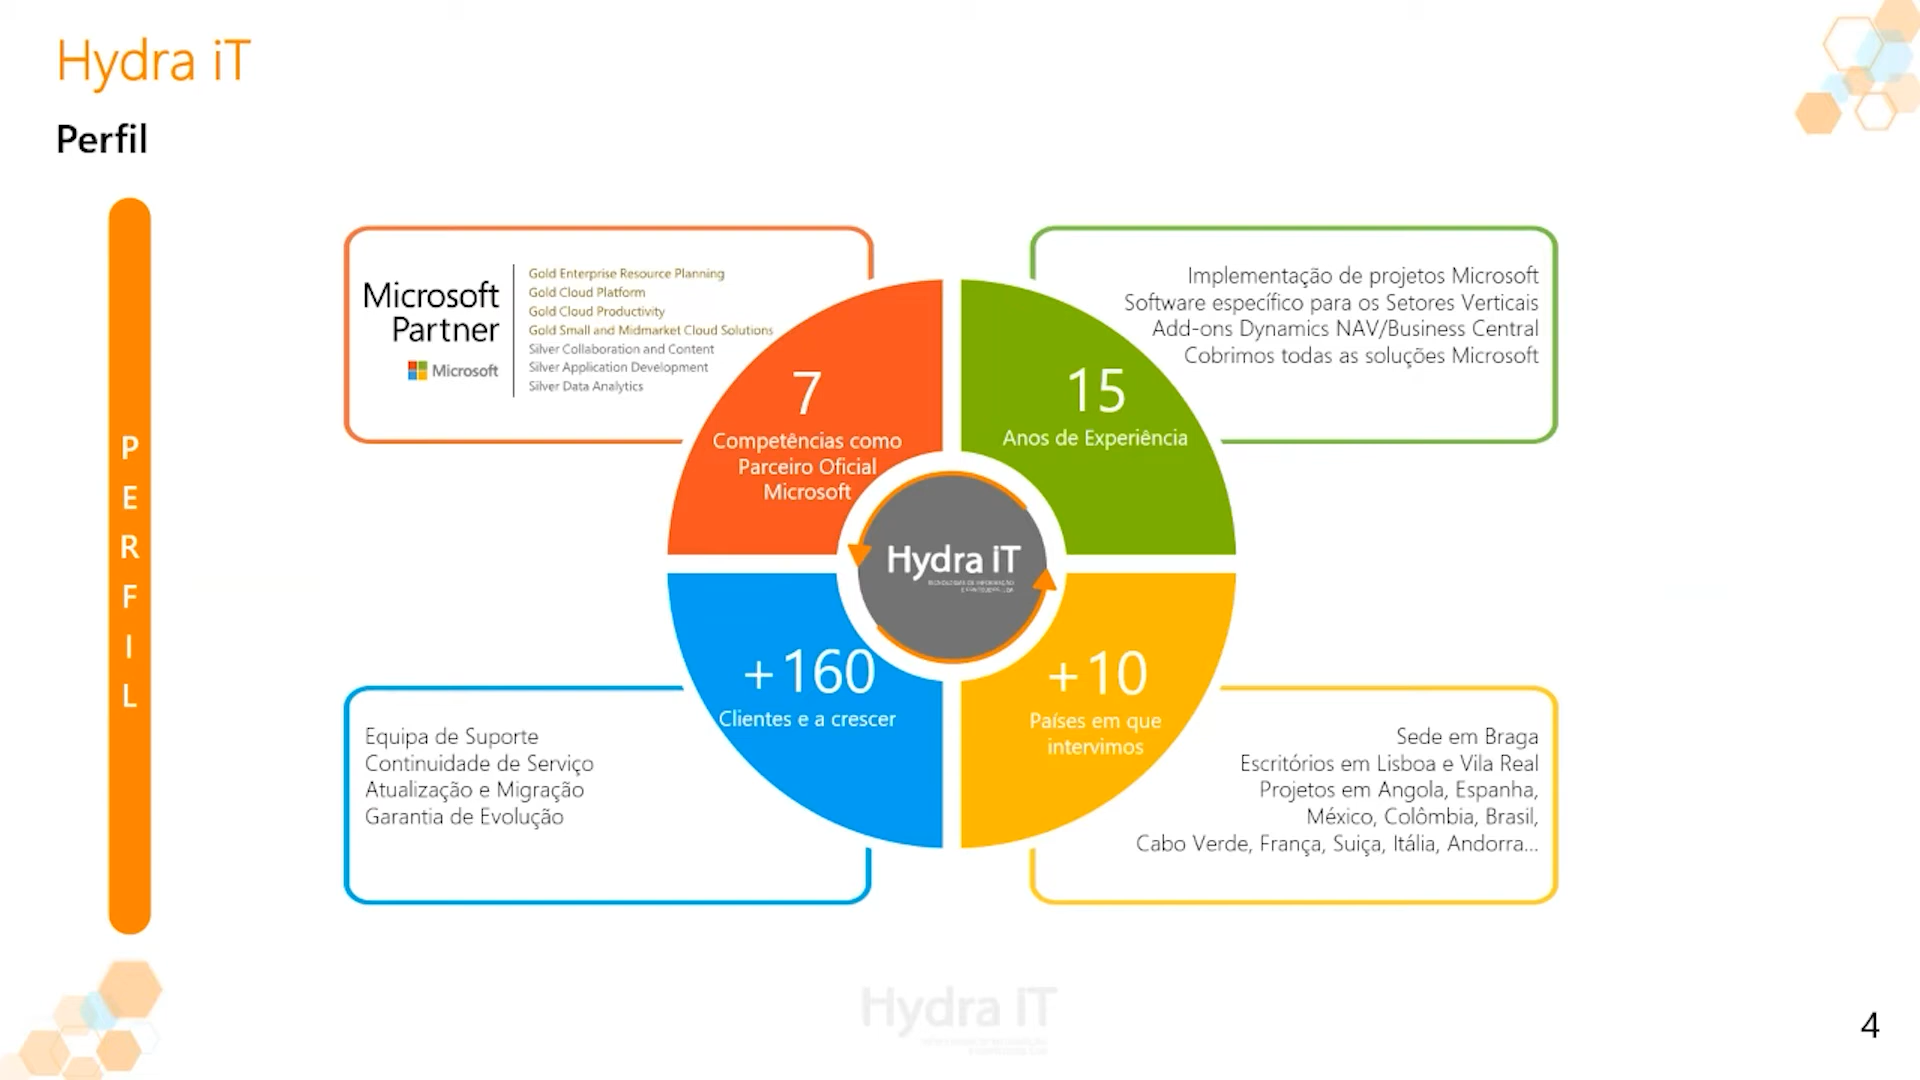 Hydra iT
Perfil
P
E
R
F
I
L
Microsoft
Partner
Microsoft
Gold Enterprise Resource Planning
Gold Cloud Platform
Gold Cloud Productivity
Gold Small and Midmarket Cloud Solutions
Silver Collaboration and Content
Silver Application Development
Silver Data Analytics
7
Competências como
Parceiro Oficial
Microsoft
15
Anos de Experiência
Implementação de projetos Microsoft
Software específico para os Setores Verticais
Add-ons Dynamics NAV/Business Central
Cobrimos todas as soluções Microsoft
Hydra iT
TECNOLOGIAS DE INFORMAÇÃO
+160
Clientes e a crescer
Equipa de Suporte
Continuidade de Serviço
Atualização e Migração
Garantia de Evolução
+10
Países em que
intervimos
Sede em Braga
Escritórios em Lisboa e Vila Real
Projetos em Angola, Espanha,
México, Colômbia, Brasil,
Cabo Verde, França, Suiça, Itália, Andorra...
Hydra iT
4